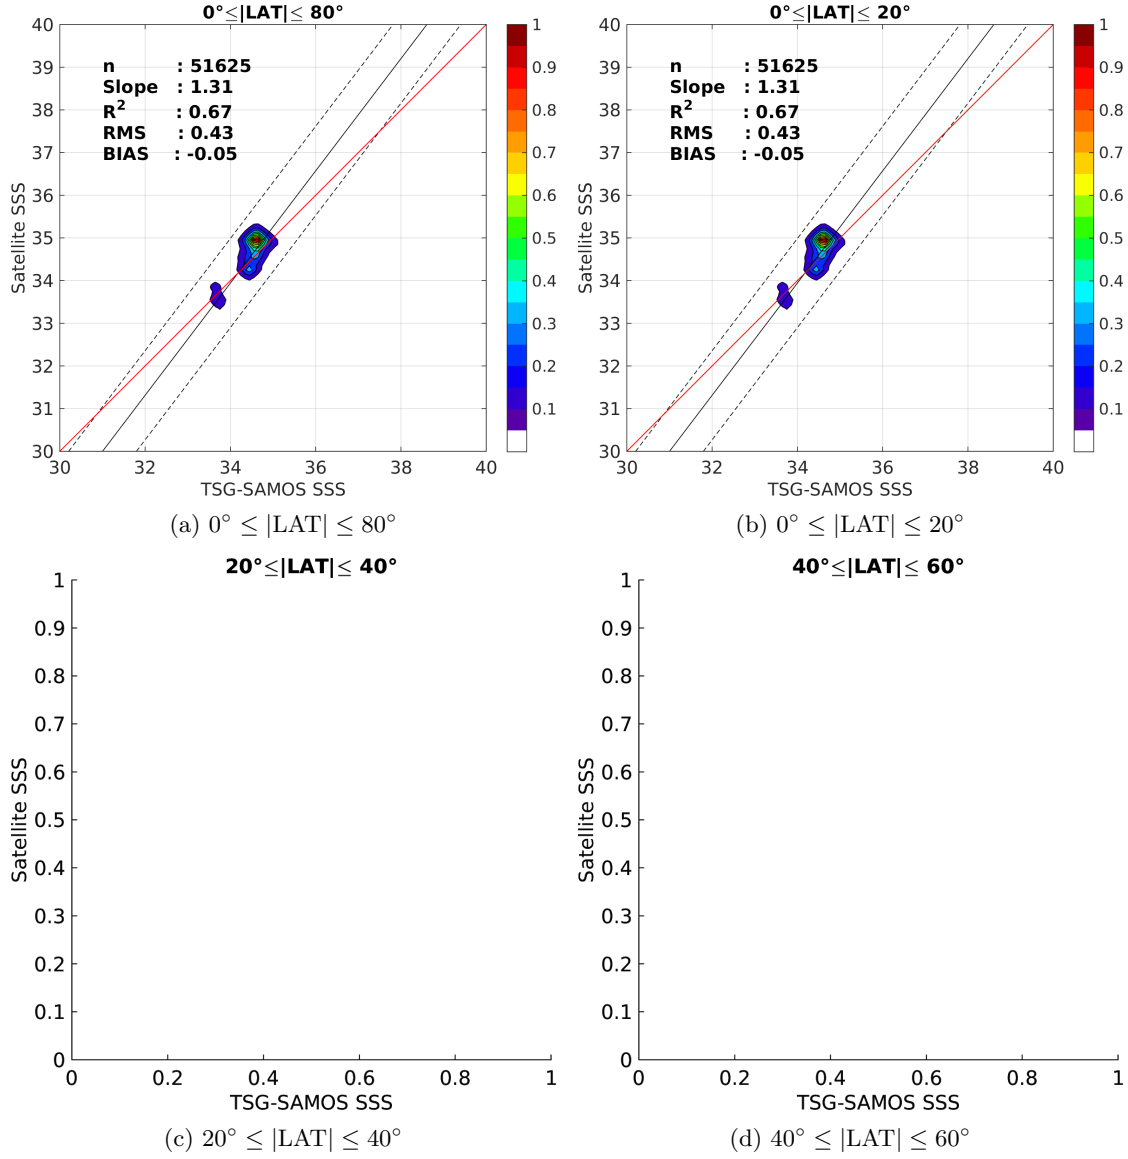 0°≤|LAT|≤ 80°
40
39
38
37
36
35
34
33
32
31
30
30 32 34 36 38 40
Satellite SSS
TSG-SAMOS SSS
n : 51625
Slope : 1.31
R² : 0.67
RMS : 0.43
BIAS : -0.05
1
0.9
0.8
0.7
0.6
0.5
0.4
0.3
0.2
0.1
(a) 0° ≤ |LAT| ≤ 80°
0°≤|LAT|≤ 20°
40
39
38
37
36
35
34
33
32
31
30
30 32 34 36 38 40
Satellite SSS
TSG-SAMOS SSS
n : 51625
Slope : 1.31
R² : 0.67
RMS : 0.43
BIAS : -0.05
1
0.9
0.8
0.7
0.6
0.5
0.4
0.3
0.2
0.1
(b) 0° ≤ |LAT| ≤ 20°
20°≤|LAT|≤ 40°
1
0.9
0.8
0.7
0.6
0.5
0.4
0.3
0.2
0.1
0
0 0.2 0.4 0.6 0.8 1
Satellite SSS
TSG-SAMOS SSS
(c) 20° ≤ |LAT| ≤ 40°
40°≤|LAT|≤ 60°
1
0.9
0.8
0.7
0.6
0.5
0.4
0.3
0.2
0.1
0
0 0.2 0.4 0.6 0.8 1
Satellite SSS
TSG-SAMOS SSS
(d) 40° ≤ |LAT| ≤ 60°